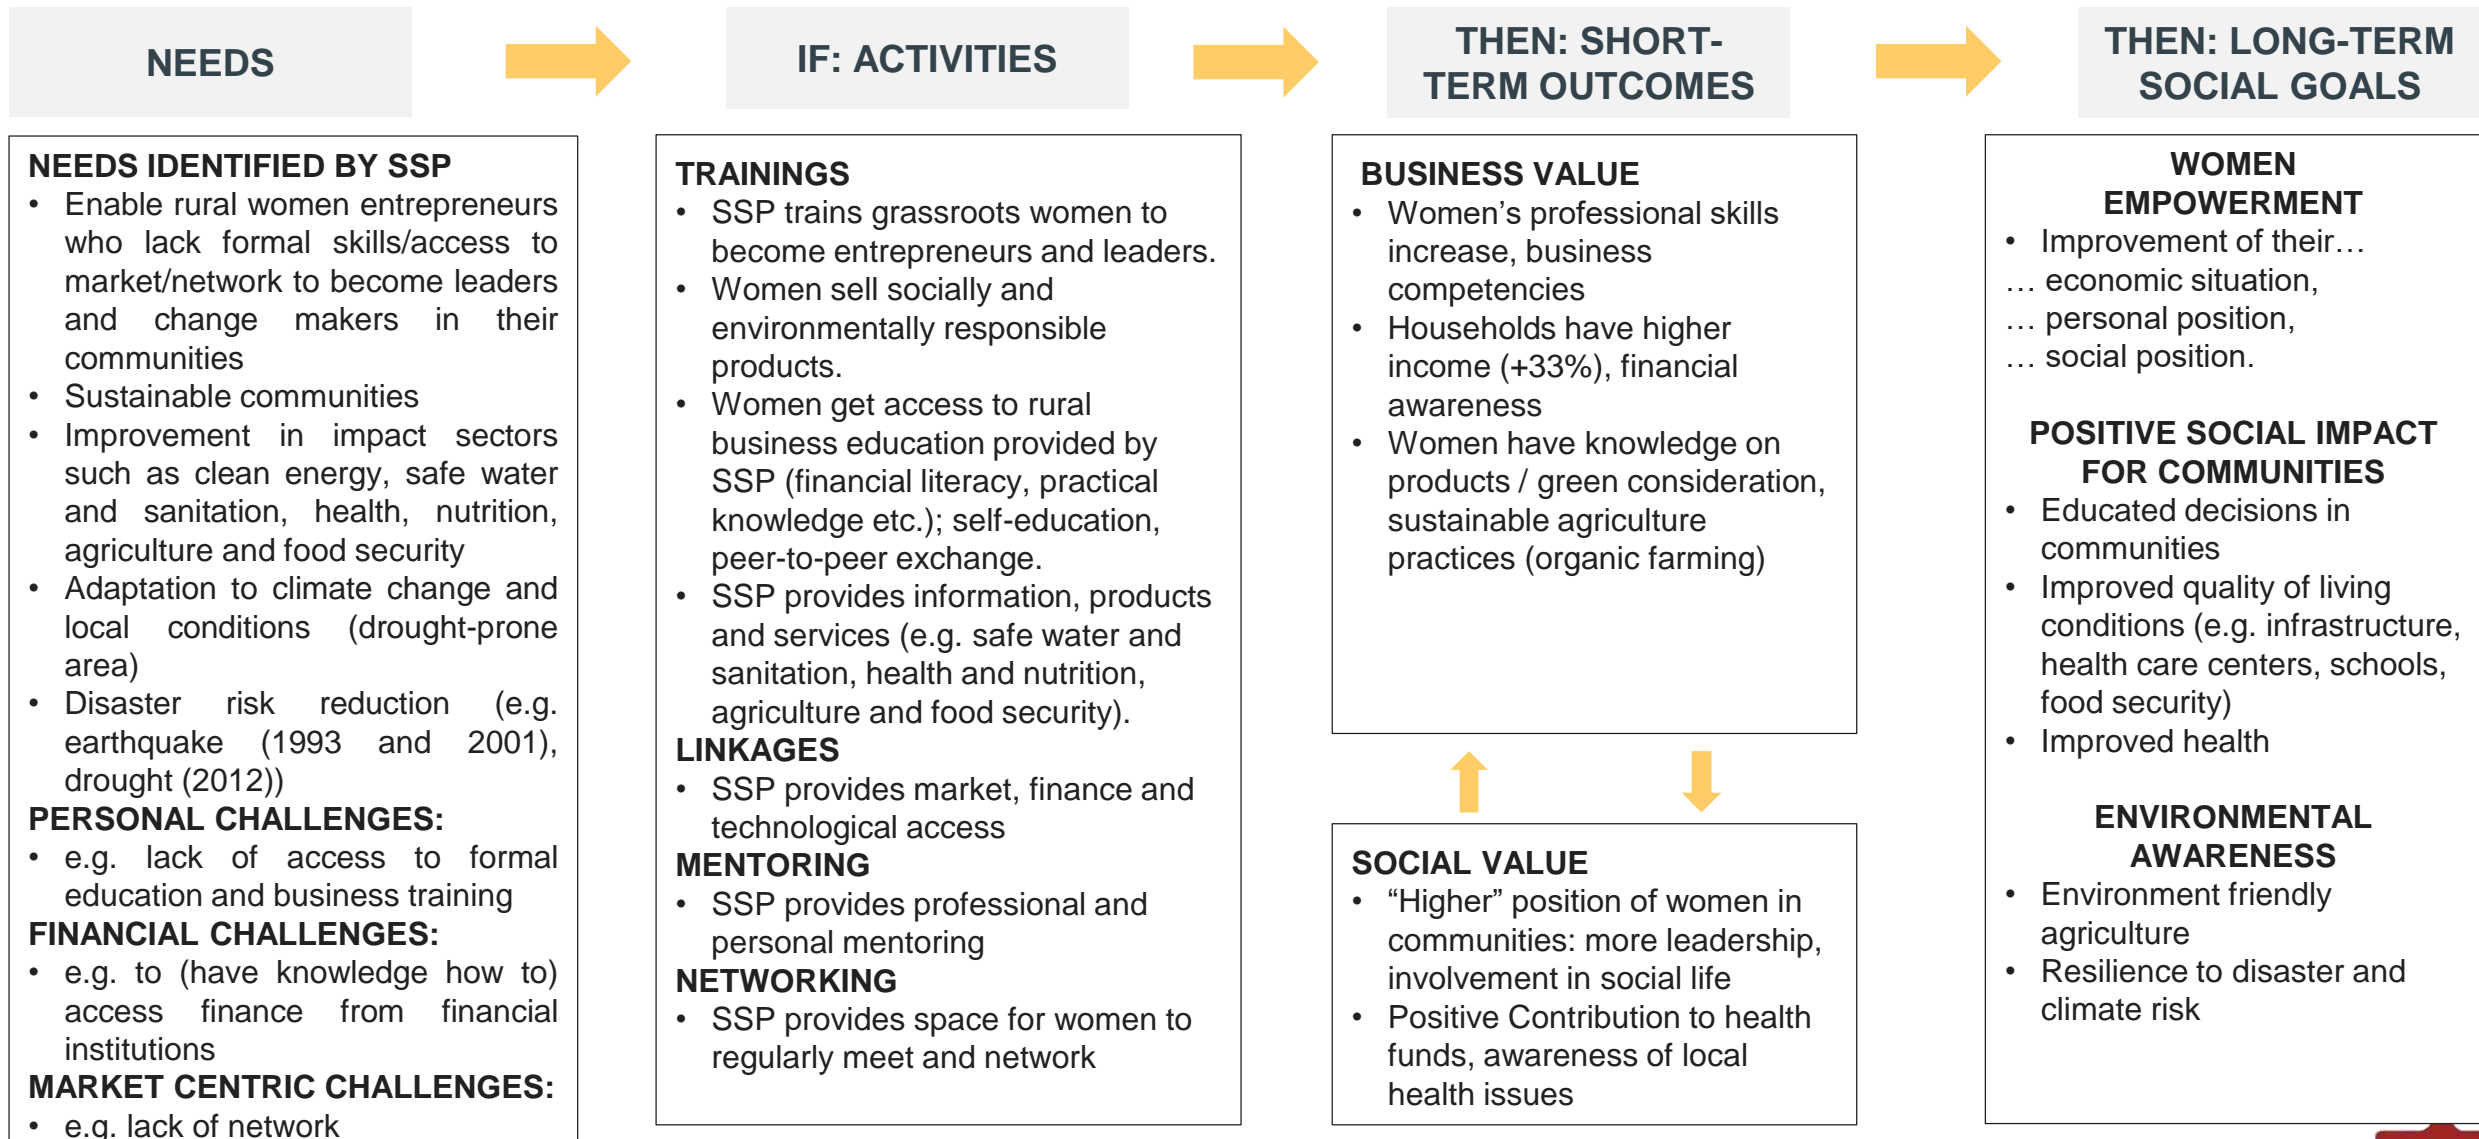 NEEDS
IF: ACTIVITIES
THEN: SHORT-
TERM OUTCOMES
THEN: LONG-TERM
SOCIAL GOALS
NEEDS IDENTIFIED BY SSP
• Enable rural women entrepreneurs
who lack formal skills/access to
market/network to become leaders
and change makers in their
communities
• Sustainable communities
• Improvement in impact sectors
such as clean energy, safe water
and sanitation, health, nutrition,
agriculture and food security
• Adaptation to climate change and
local conditions (drought-prone
area)
• Disaster risk reduction (e.g.
earthquake (1993 and 2001),
drought (2012))
PERSONAL CHALLENGES:
• e.g. lack of access to formal
education and business training
FINANCIAL CHALLENGES:
• e.g. to (have knowledge how to)
access finance from financial
institutions
MARKET CENTRIC CHALLENGES:
• e.g. lack of network
TRAININGS
• SSP trains grassroots women to
become entrepreneurs and leaders.
• Women sell socially and
environmentally responsible
products.
• Women get access to rural
business education provided by
SSP (financial literacy, practical
knowledge etc.); self-education,
peer-to-peer exchange.
• SSP provides information, products
and services (e.g. safe water and
sanitation, health and nutrition,
agriculture and food security).
LINKAGES
• SSP provides market, finance and
technological access
MENTORING
• SSP provides professional and
personal mentoring
NETWORKING
• SSP provides space for women to
regularly meet and network
BUSINESS VALUE
• Women’s professional skills
increase, business
competencies
• Households have higher
income (+33%), financial
awareness
• Women have knowledge on
products / green consideration,
sustainable agriculture
practices (organic farming)
SOCIAL VALUE
• “Higher” position of women in
communities: more leadership,
involvement in social life
• Positive Contribution to health
funds, awareness of local
health issues
WOMEN
EMPOWERMENT
• Improvement of their…
… economic situation,
… personal position,
… social position.
POSITIVE SOCIAL IMPACT
FOR COMMUNITIES
• Educated decisions in
communities
• Improved quality of living
conditions (e.g. infrastructure,
health care centers, schools,
food security)
• Improved health
ENVIRONMENTAL
AWARENESS
• Environment friendly
agriculture
• Resilience to disaster and
climate risk